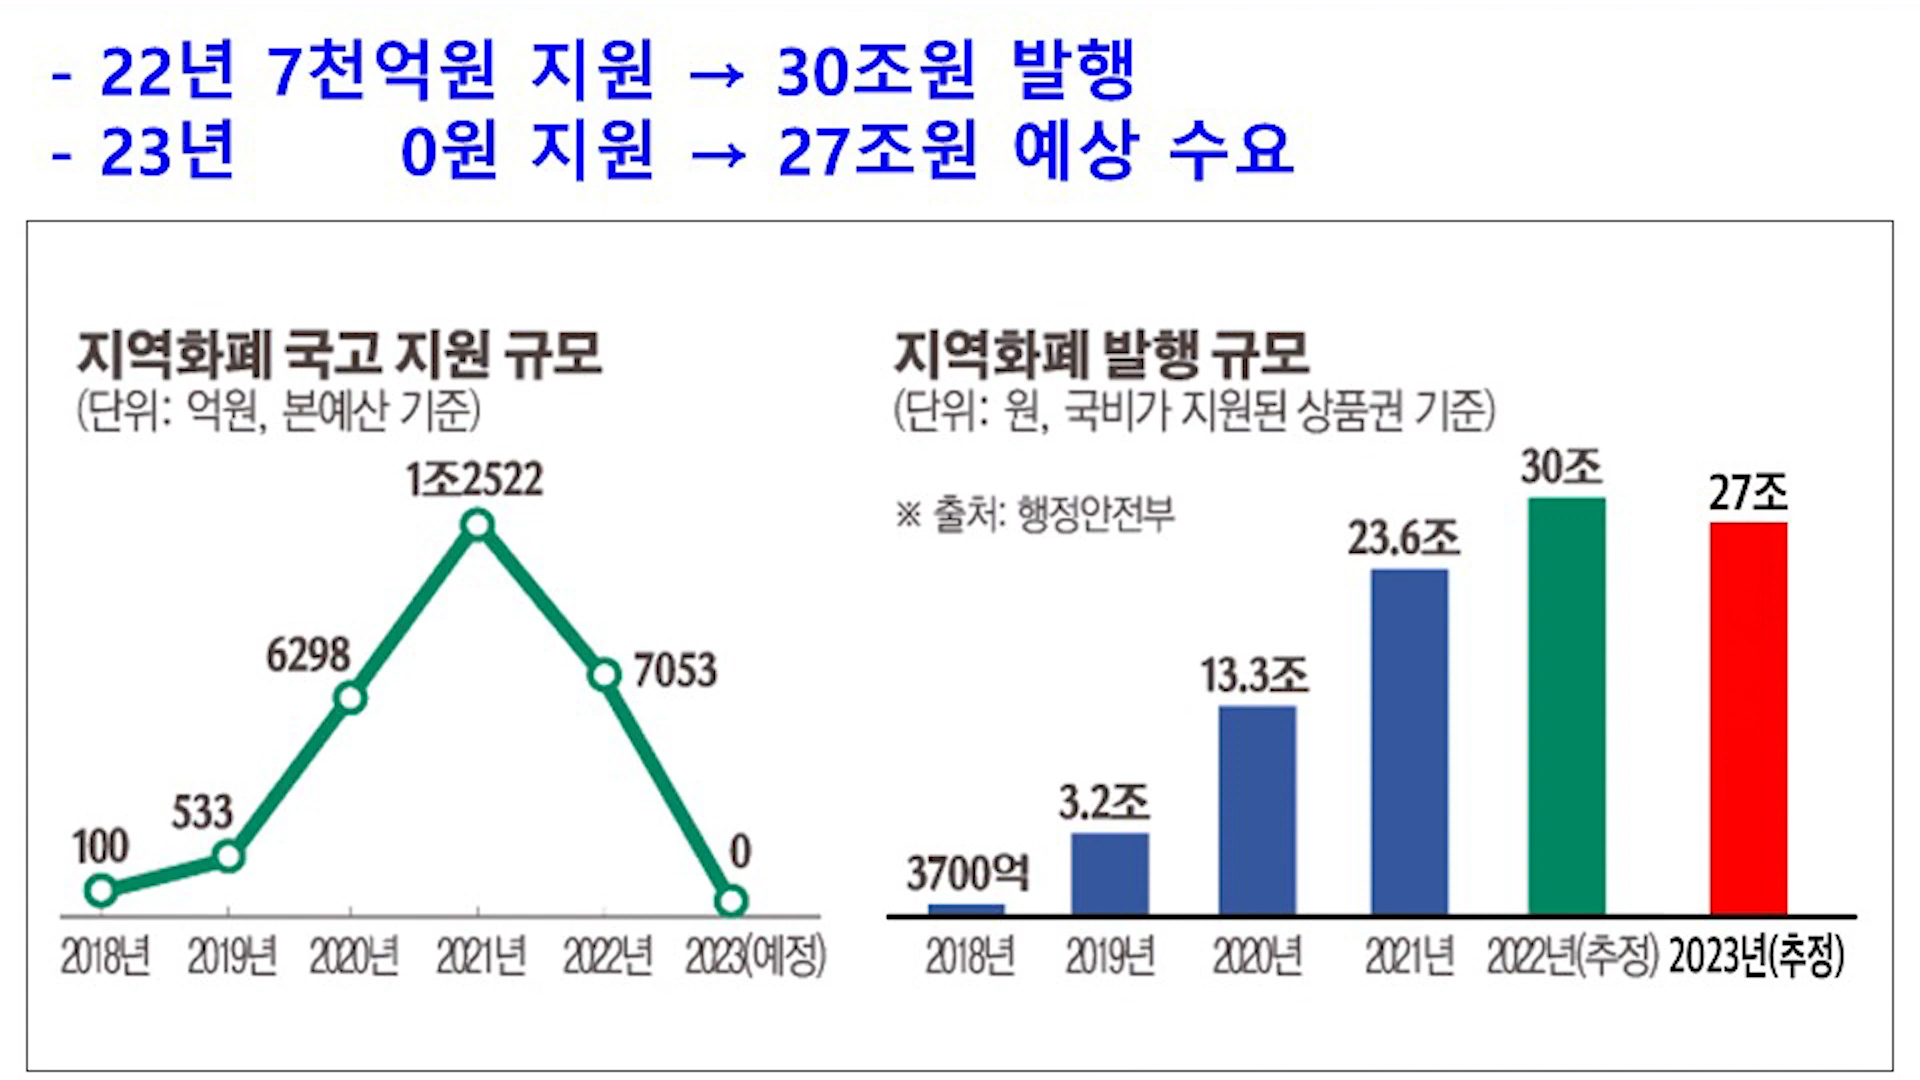 - 22년 7천억원 지원 → 30조원 발행
- 23년 0원 지원 → 27조원 예상 수요
지역화폐 국고 지원 규모
(단위: 억원, 본예산 기준)
1조2522
6298
7053
533
100
0
2018년 2019년 2020년 2021년 2022년 2023(예정)
지역화폐 발행 규모
(단위: 원, 국비가 지원된 상품권 기준)
※ 출처: 행정안전부
30조
27조
23.6조
13.3조
3.2조
3700억
2018년 2019년 2020년 2021년 2022년(추정) 2023년(추정)